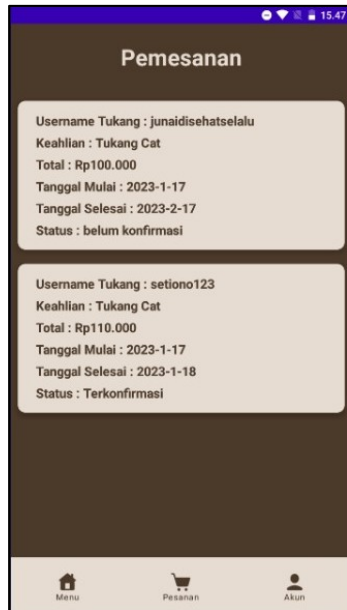 15.47
Pemesanan
Username Tukang : junaidisehatselalu
Keahlian : Tukang Cat
Total : Rp100.000
Tanggal Mulai : 2023-1-17
Tanggal Selesai : 2023-2-17
Status : belum konfirmasi
Username Tukang : setiono123
Keahlian : Tukang Cat
Total : Rp110.000
Tanggal Mulai : 2023-1-17
Tanggal Selesai : 2023-1-18
Status : Terkonfirmasi
Menu Pesanan Akun